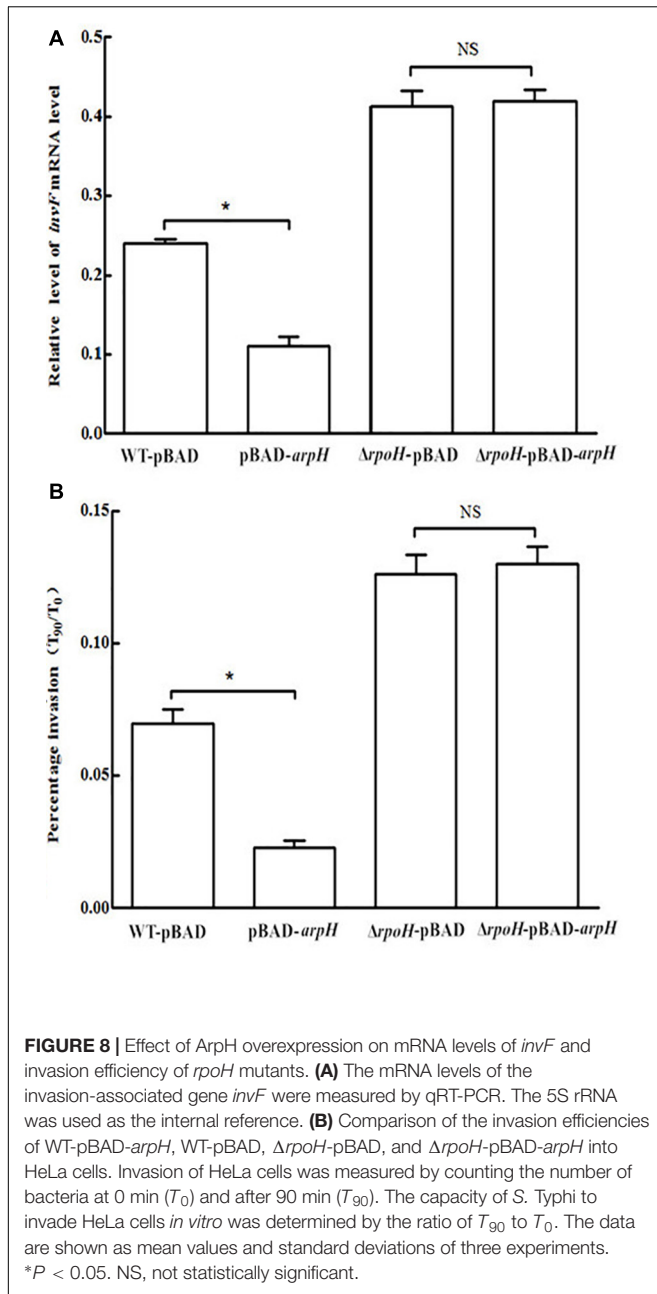 A
Relative level of invF mRNA level
0.5
0.4
0.3
0.2
0.1
0.0
*
NS
WT-pBAD
pBAD-arpH
ΔrpoH-pBAD
ΔrpoH-pBAD-arpH
B
Percentage invasion (T90/T0)
0.15
0.10
0.05
0.00
*
NS
WT-pBAD
pBAD-arpH
ΔrpoH-pBAD
ΔrpoH-pBAD-arpH
FIGURE 8 | Effect of ArpH overexpression on mRNA levels of invF and
invasion efficiency of rpoH mutants. (A) The mRNA levels of the
invasion-associated gene invF were measured by qRT-PCR. The 5S rRNA
was used as the internal reference. (B) Comparison of the invasion efficiencies
of WT-pBAD-arpH, WT-pBAD, ΔrpoH-pBAD, and ΔrpoH-pBAD-arpH into
HeLa cells. Invasion of HeLa cells was measured by counting the number of
bacteria at 0 min (T0) and after 90 min (T90). The capacity of S. Typhi to
invade HeLa cells in vitro was determined by the ratio of T90 to T0. The data
are shown as mean values and standard deviations of three experiments.
*P < 0.05. NS, not statistically significant.